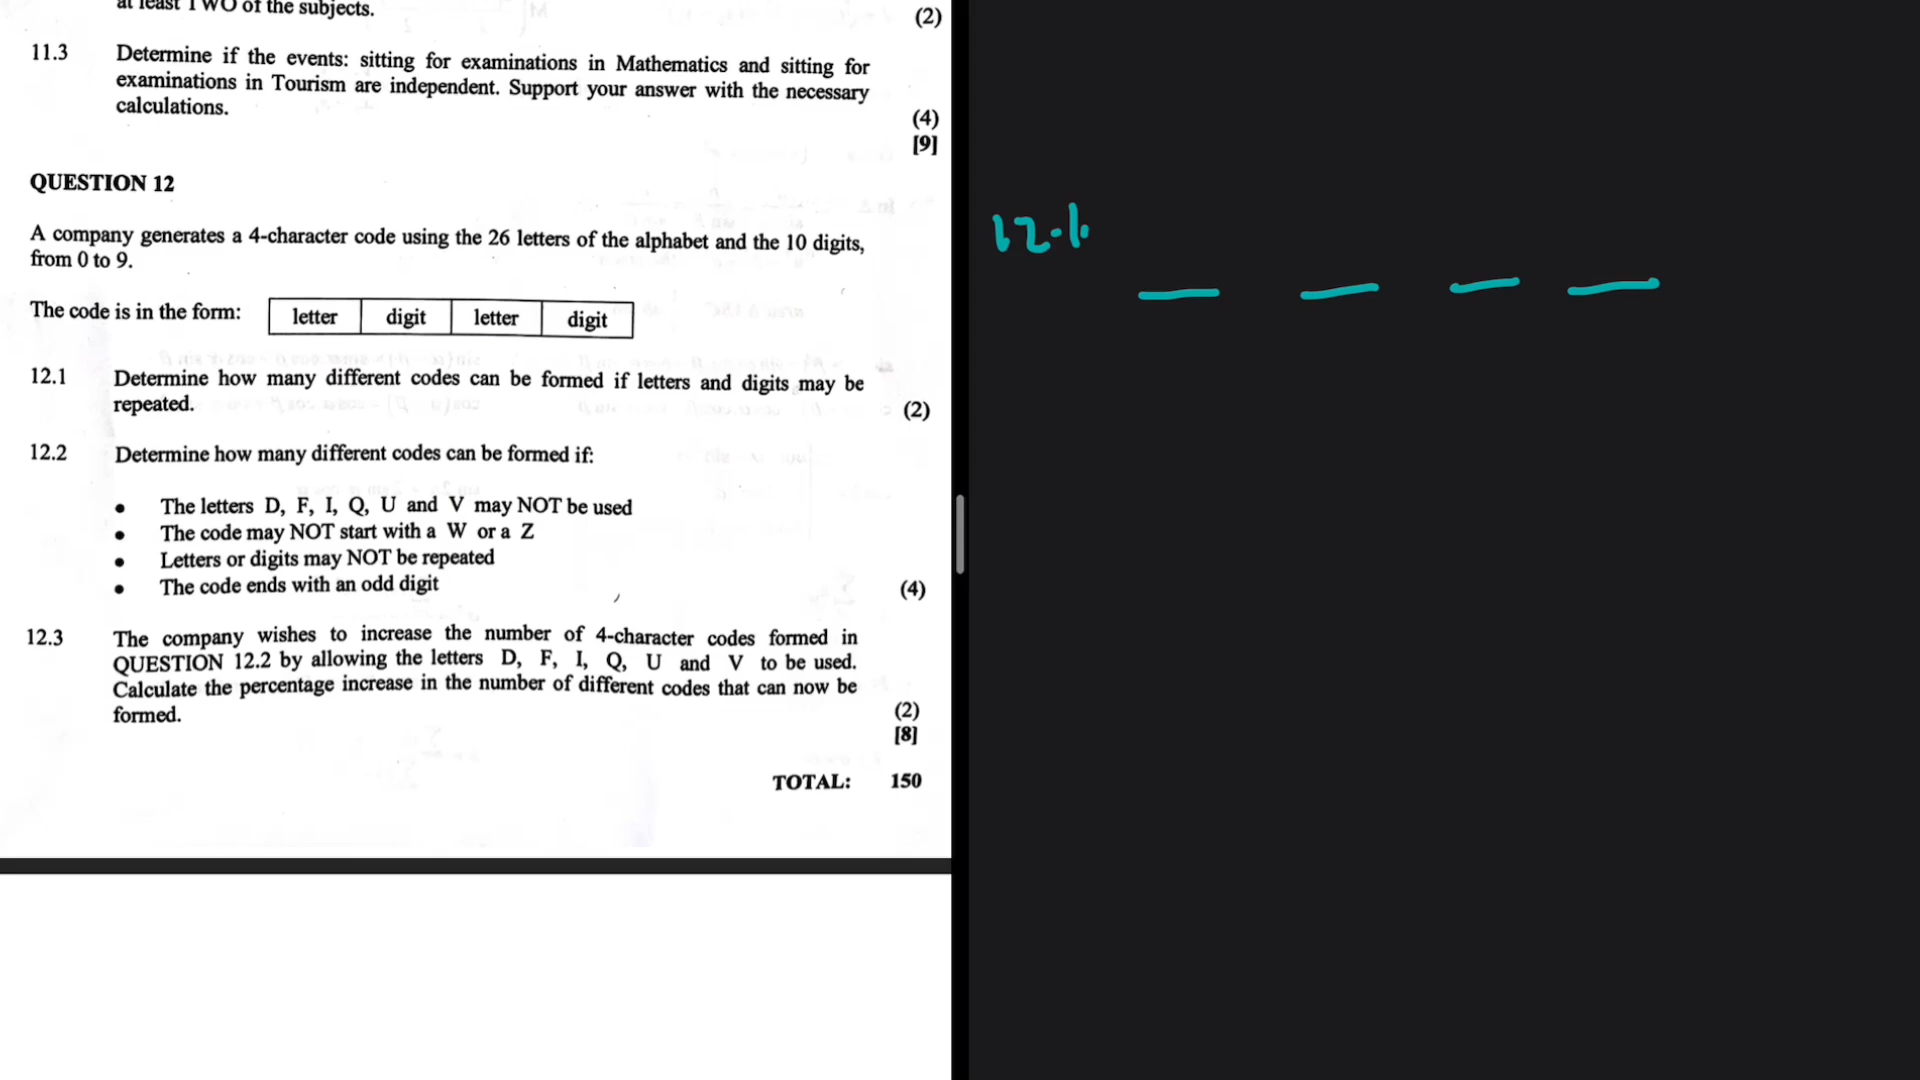 at least TWO of the subjects.
(2)
11.3 Determine if the events: sitting for examinations in Mathematics and sitting for
examinations in Tourism are independent. Support your answer with the necessary
calculations.
(4)
[9]
QUESTION 12
A company generates a 4-character code using the 26 letters of the alphabet and the 10 digits,
from 0 to 9.
The code is in the form: letter digit letter digit
12.1 Determine how many different codes can be formed if letters and digits may be
repeated.
(2)
12.2 Determine how many different codes can be formed if:
• The letters D, F, I, Q, U and V may NOT be used
• The code may NOT start with a W or a Z
• Letters or digits may NOT be repeated
• The code ends with an odd digit
(4)
12.3 The company wishes to increase the number of 4-character codes formed in
QUESTION 12.2 by allowing the letters D, F, I, Q, U and V to be used.
Calculate the percentage increase in the number of different codes that can now be
formed.
(2)
[8]
TOTAL: 150
12.1.